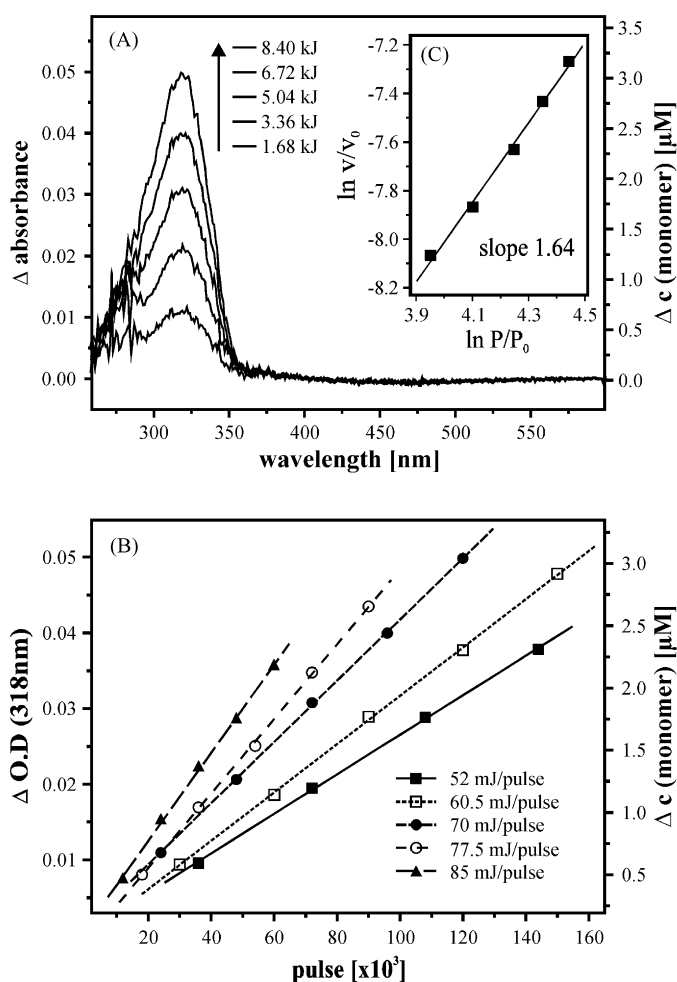 (A)
8.40 kJ
6.72 kJ
5.04 kJ
3.36 kJ
1.68 kJ
0.05
0.04
0.03
0.02
0.01
0.00
Δ absorbance
300 350 400 450 500 550
wavelength [nm]
3.5
3.0
2.5
2.0
1.5
1.0
0.5
0.0
Δ c (monomer) [µM]
(C)
-7.2
-7.4
-7.6
-7.8
-8.0
-8.2
ln v/v0
slope 1.64
3.9 4.1 4.3 4.5
ln P/P0
(B)
0.05
0.04
0.03
0.02
0.01
Δ O.D (318nm)
52 mJ/pulse
60.5 mJ/pulse
70 mJ/pulse
77.5 mJ/pulse
85 mJ/pulse
20 40 60 80 100 120 140 160
pulse [x10³]
3.0
2.5
2.0
1.5
1.0
0.5
Δ c (monomer) [µM]